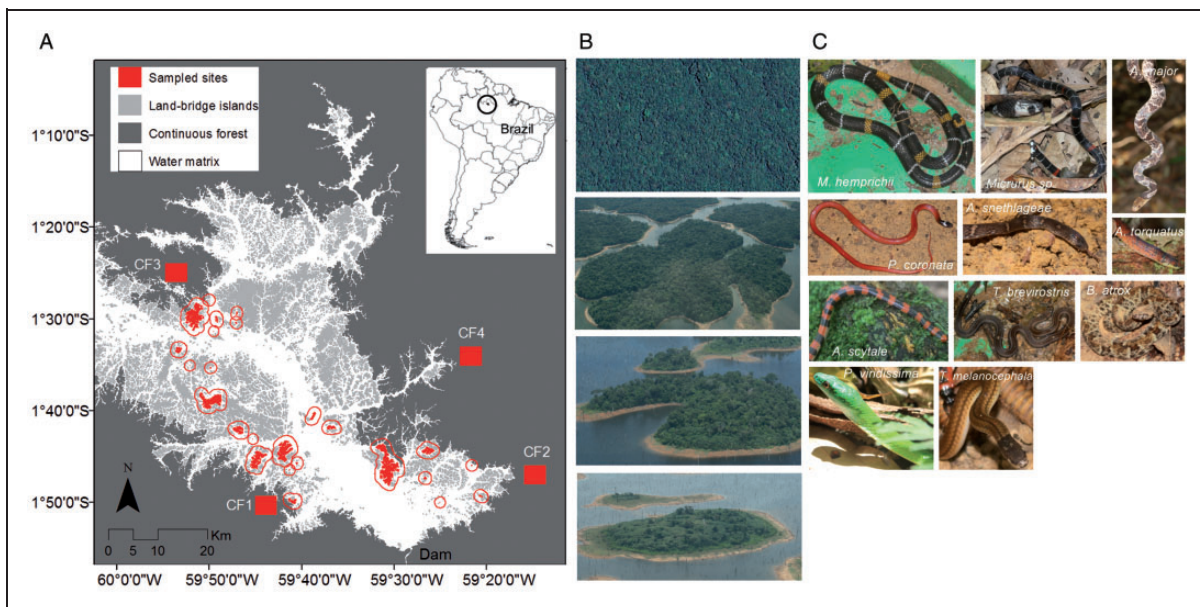 A
B
C
Sampled sites
Land-bridge islands
Continuous forest
Water matrix
Brazil
1°10'0"S
1°20'0"S
1°30'0"S
1°40'0"S
1°50'0"S
CF3
CF4
CF2
CF1
N
0 5 10 20
Km
Dam
60°0'0"W 59°50'0"W 59°40'0"W 59°30'0"W 59°20'0"W
M. hemprichii
Micrurus sp.
A. major
P. coronata
A. snethlageae
A. torquatus
A. scytale
T. brevirostris
B. atrox
P. viridissima
T. melanocephala